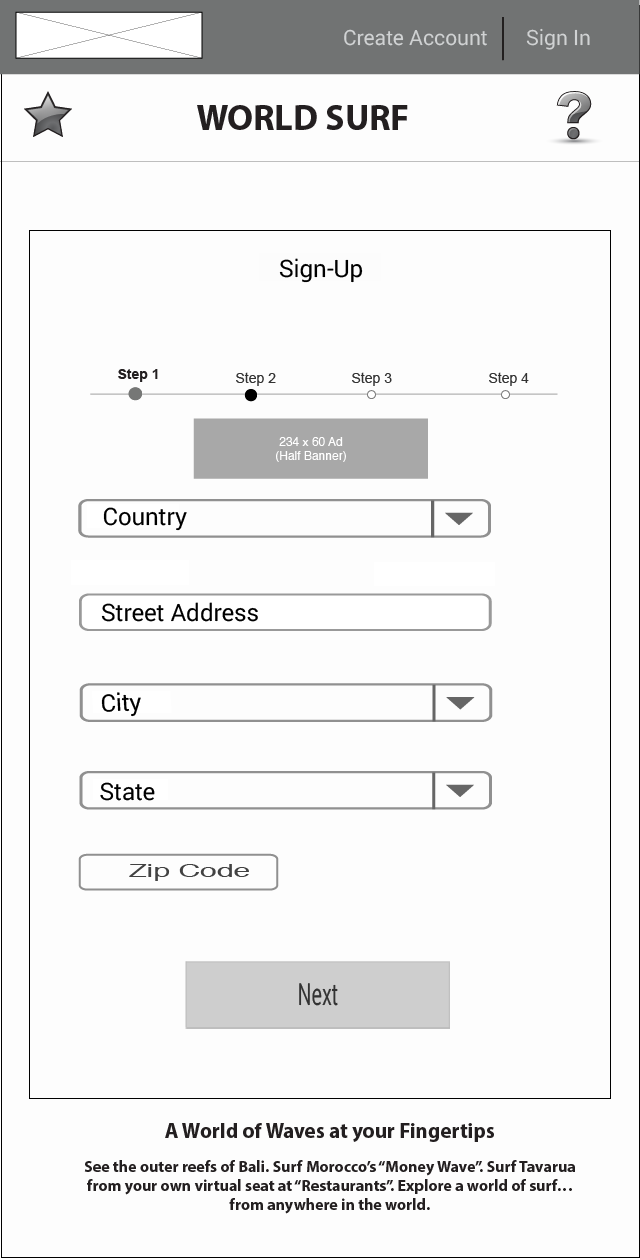 Create Account
Sign In
WORLD SURF
?
Sign-Up
Step 1
Step 2
Step 3
Step 4
234 x 60 Ad
(Half Banner)
Country
Street Address
City
State
Zip Code
Next
A World of Waves at your Fingertips
See the outer reefs of Bali. Surf Morocco's “Money Wave”. Surf Tavarua
from your own virtual seat at “Restaurants”. Explore a world of surf…
from anywhere in the world.